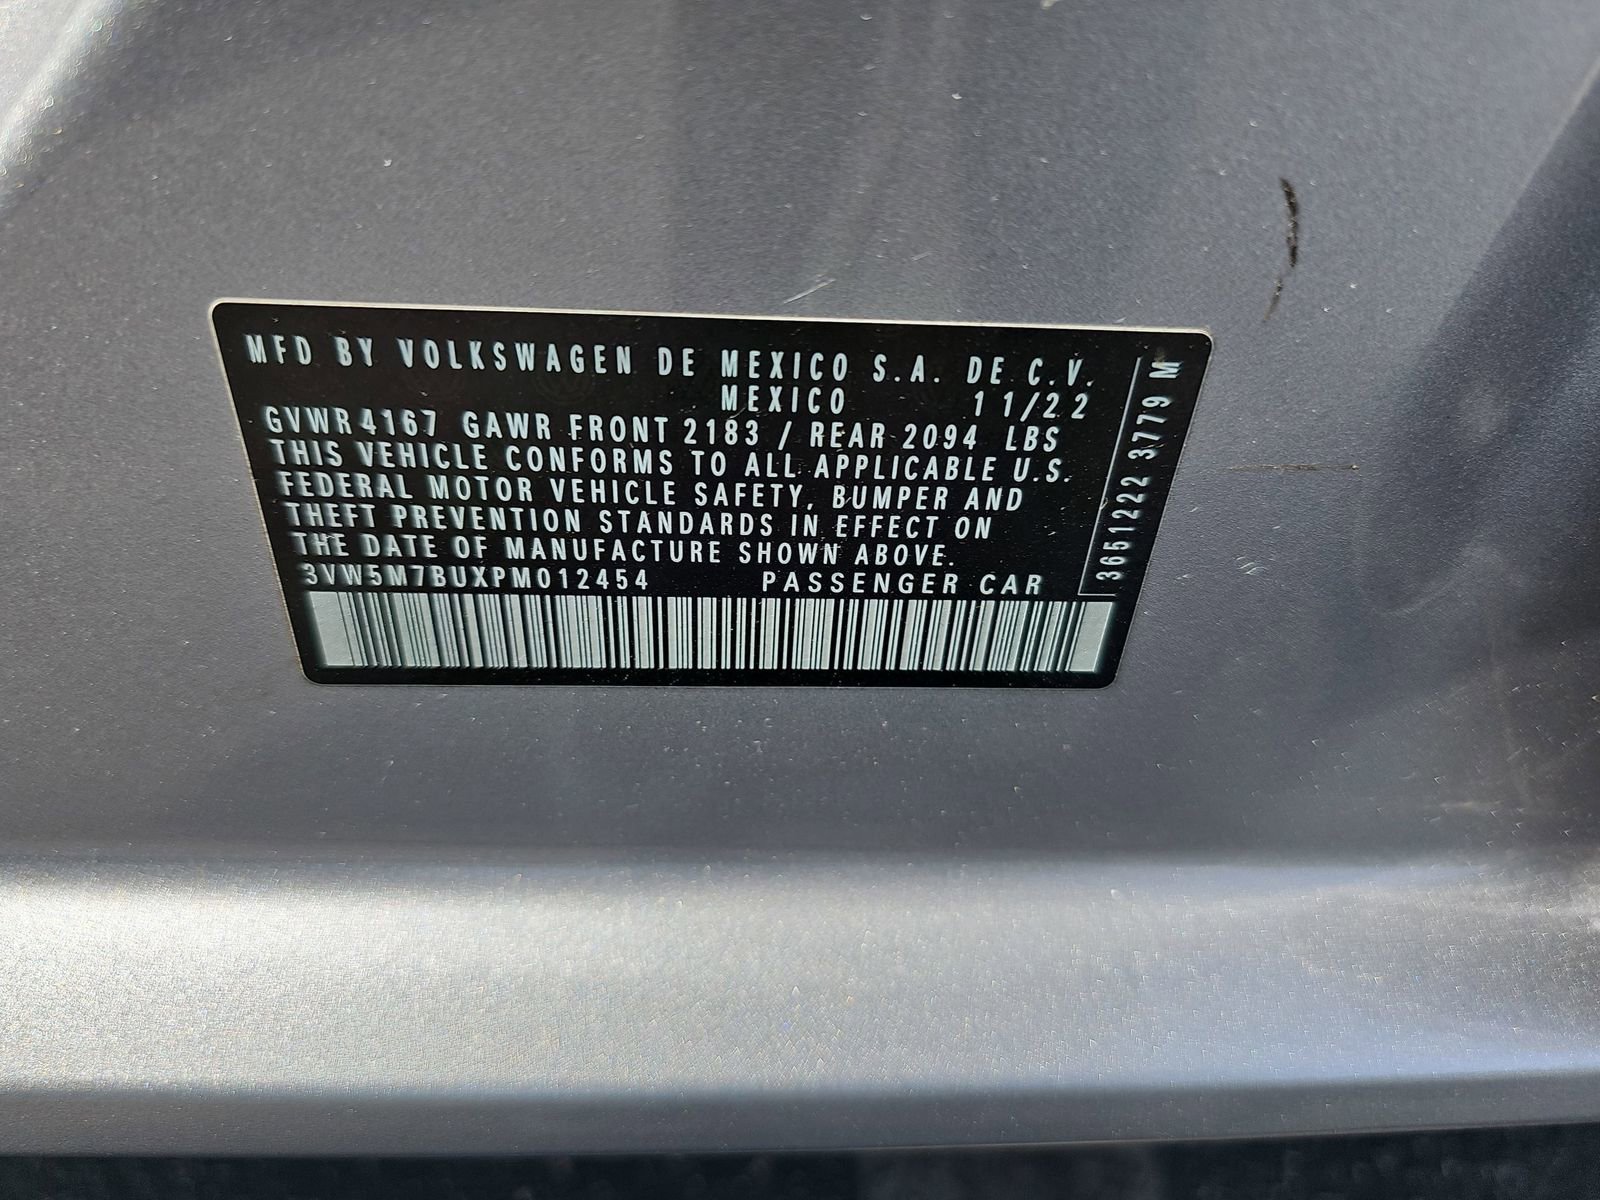 MFD BY VOLKSWAGEN DE MEXICO S.A. DE C.V.
MEXICO 11/22
GVWR 4167 GAWR FRONT 2183 / REAR 2094 LBS
THIS VEHICLE CONFORMS TO ALL APPLICABLE U.S.
FEDERAL MOTOR VEHICLE SAFETY, BUMPER AND
THEFT PREVENTION STANDARDS IN EFFECT ON
THE DATE OF MANUFACTURE SHOWN ABOVE.
3VW5M7BUXPM012454 PASSENGER CAR
3651222 3779 M